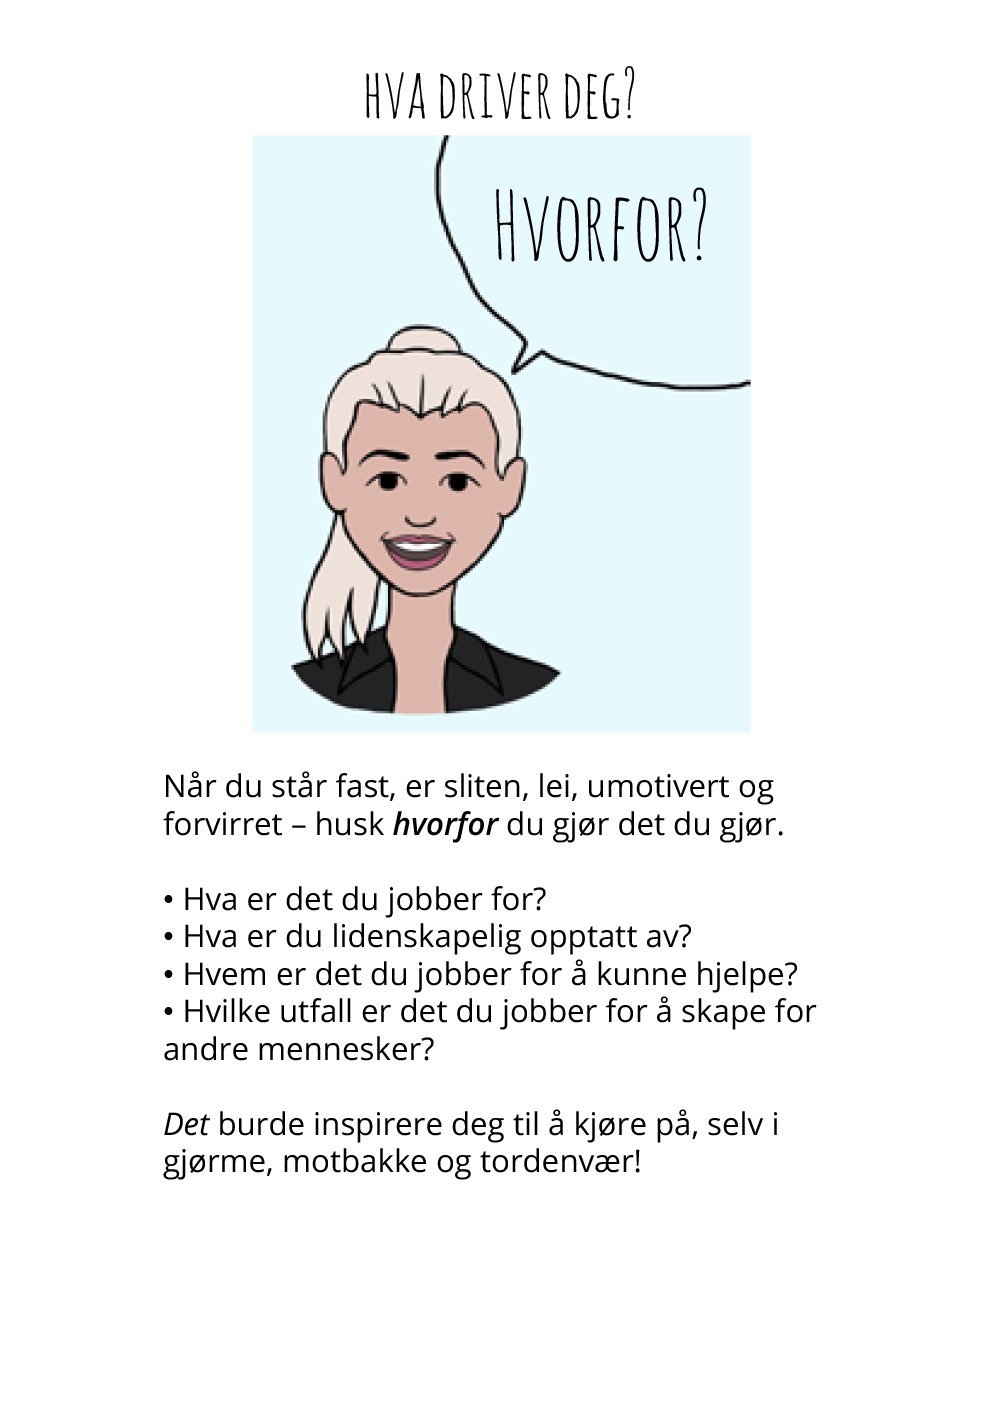 HVA DRIVER DEG?
HVORFOR?
Når du står fast, er sliten, lei, umotivert og
forvirret – husk hvorfor du gjør det du gjør.
• Hva er det du jobber for?
• Hva er du lidenskapelig opptatt av?
• Hvem er det du jobber for å kunne hjelpe?
• Hvilke utfall er det du jobber for å skape for
andre mennesker?
Det burde inspirere deg til å kjøre på, selv i
gjørme, motbakke og tordenvær!